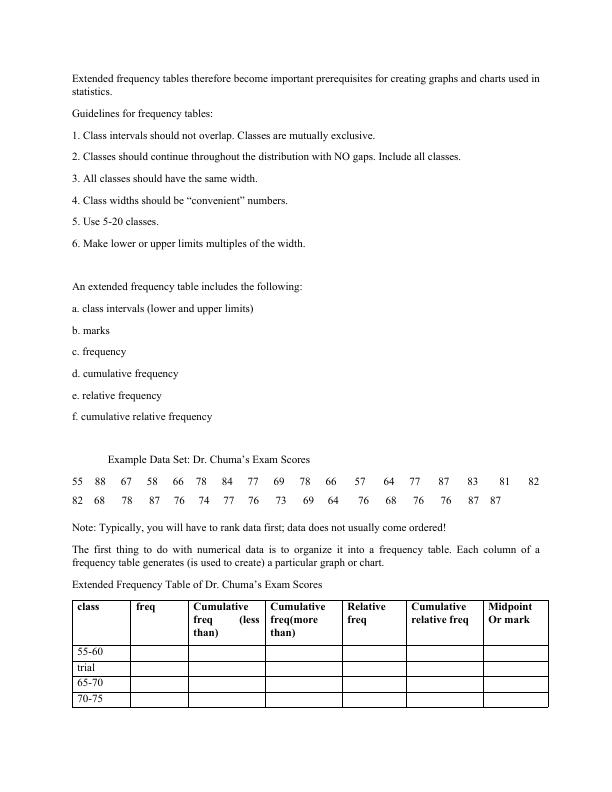 Extended frequency tables therefore become important prerequisites for creating graphs and charts used in
statistics.
Guidelines for frequency tables:
1. Class intervals should not overlap. Classes are mutually exclusive.
2. Classes should continue throughout the distribution with NO gaps. Include all classes.
3. All classes should have the same width.
4. Class widths should be “convenient” numbers.
5. Use 5-20 classes.
6. Make lower or upper limits multiples of the width.
An extended frequency table includes the following:
a. class intervals (lower and upper limits)
b. marks
c. frequency
d. cumulative frequency
e. relative frequency
f. cumulative relative frequency
Example Data Set: Dr. Chuma’s Exam Scores
55 88 67 58 66 78 84 77 69 78 66 57 64 77 87 83 81 82
82 68 78 87 76 74 77 76 73 69 64 76 68 76 76 87 87
Note: Typically, you will have to rank data first; data does not usually come ordered!
The first thing to do with numerical data is to organize it into a frequency table. Each column of a
frequency table generates (is used to create) a particular graph or chart.
Extended Frequency Table of Dr. Chuma’s Exam Scores
class freq Cumulative Cumulative Relative Cumulative Midpoint
freq (less freq(more freq relative freq Or mark
than) than)
55-60
trial
65-70
70-75